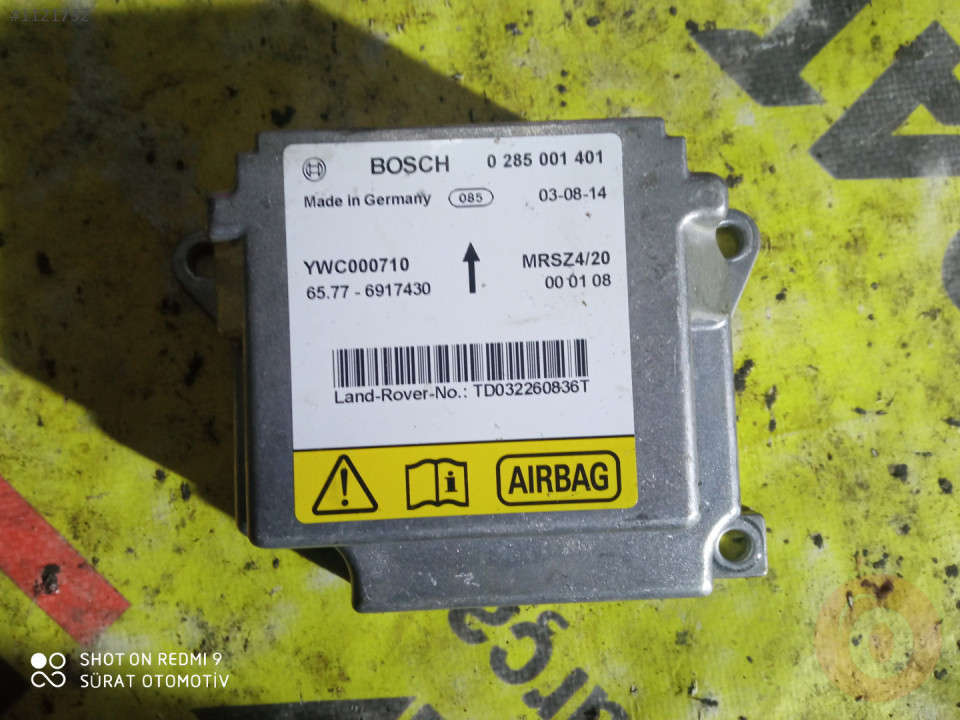 #1121752
BOSCH 0 285 001 401
Made in Germany 085 03-08-14
YWC000710 MRSZ4/20
65.77 - 6917430 00 01 08
Land-Rover-No.: TD032260836T
AIRBAG
SHOT ON REDMI 9
SÜRAT OTOMOTİV